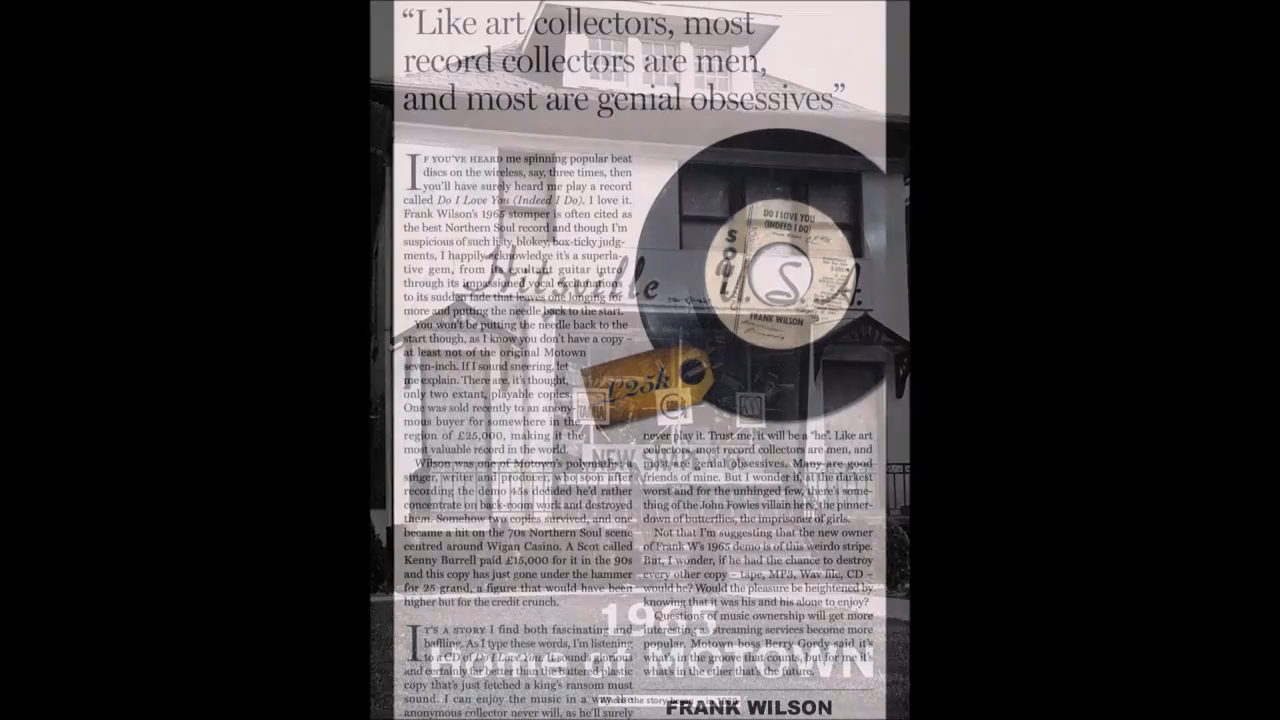 “Like art collectors, most
record collectors are men,
and most are genial obsessives”
IF YOU'VE HEARD me spinning popular beat
discs on the wireless, say, three times, then
you'll have surely heard me play a record
called Do I Love You (Indeed I Do). I love it.
Frank Wilson's 1965 stomper is often cited as
the best Northern Soul record and though I'm
suspicious of such listy, blokey, box-ticky judg-
ments, I happily acknowledge it's a superla-
tive gem, from its exultant guitar intro
through its impassioned vocal exclamations
to its sudden fade that leaves one longing for
more and putting the needle back to the start.
You won't be putting the needle back to the
start though, as I know you don't have a copy –
at least not of the original Motown
seven-inch. If I sound sneering, let
me explain. There are, it's thought,
only two extant, playable copies.
One was sold recently to an anony-
mous buyer for somewhere in the
region of £25,000, making it the
most valuable record in the world.
Wilson was one of Motown's polymaths: a
singer, writer and producer, who soon after
recording the demo 45s decided he'd rather
concentrate on back-room work and destroyed
them. Somehow two copies survived, and one
became a hit on the 70s Northern Soul scene
centred around Wigan Casino. A Scot called
Kenny Burrell paid £15,000 for it in the 90s
and this copy has just gone under the hammer
for 25 grand, a figure that would have been
higher but for the credit crunch.
IT'S A STORY I find both fascinating and
baffling. As I type these words, I'm listening
to a CD of Do I Love You. It sounds glorious
and certainly far better than the battered plastic
copy that's just fetched a king's ransom must
sound. I can enjoy the music in a way the
anonymous collector never will, as he'll surely
never play it. Trust me, it will be a “he”. Like art
collectors, most record collectors are men, and
most are genial obsessives. Many are good
friends of mine. But I wonder if, at the darkest
worst and for the unhinged few, there's some-
thing of the John Fowles villain here, the pinner-
down of butterflies, the imprisoner of girls.
Not that I'm suggesting that the new owner
of Frank W's 1965 demo is of this weirdo stripe.
But, I wonder, if he had the chance to destroy
every other copy – tape, MP3, Wav file, CD –
would he? Would the pleasure be heightened by
knowing that it was his and his alone to enjoy?
Questions of music ownership will get more
interesting as streaming services become more
popular. Motown boss Berry Gordy said it's
what's in the groove that counts, but for me it's
what's in the ether that's the future.
DO I LOVE YOU
(INDEED I DO)
SOUL
FRANK WILSON
£25k
Hitsville U.S.A.
TAMLA
NEW SHAPE
1965
Home of MOTOWN
Where the story
FRANK WILSON